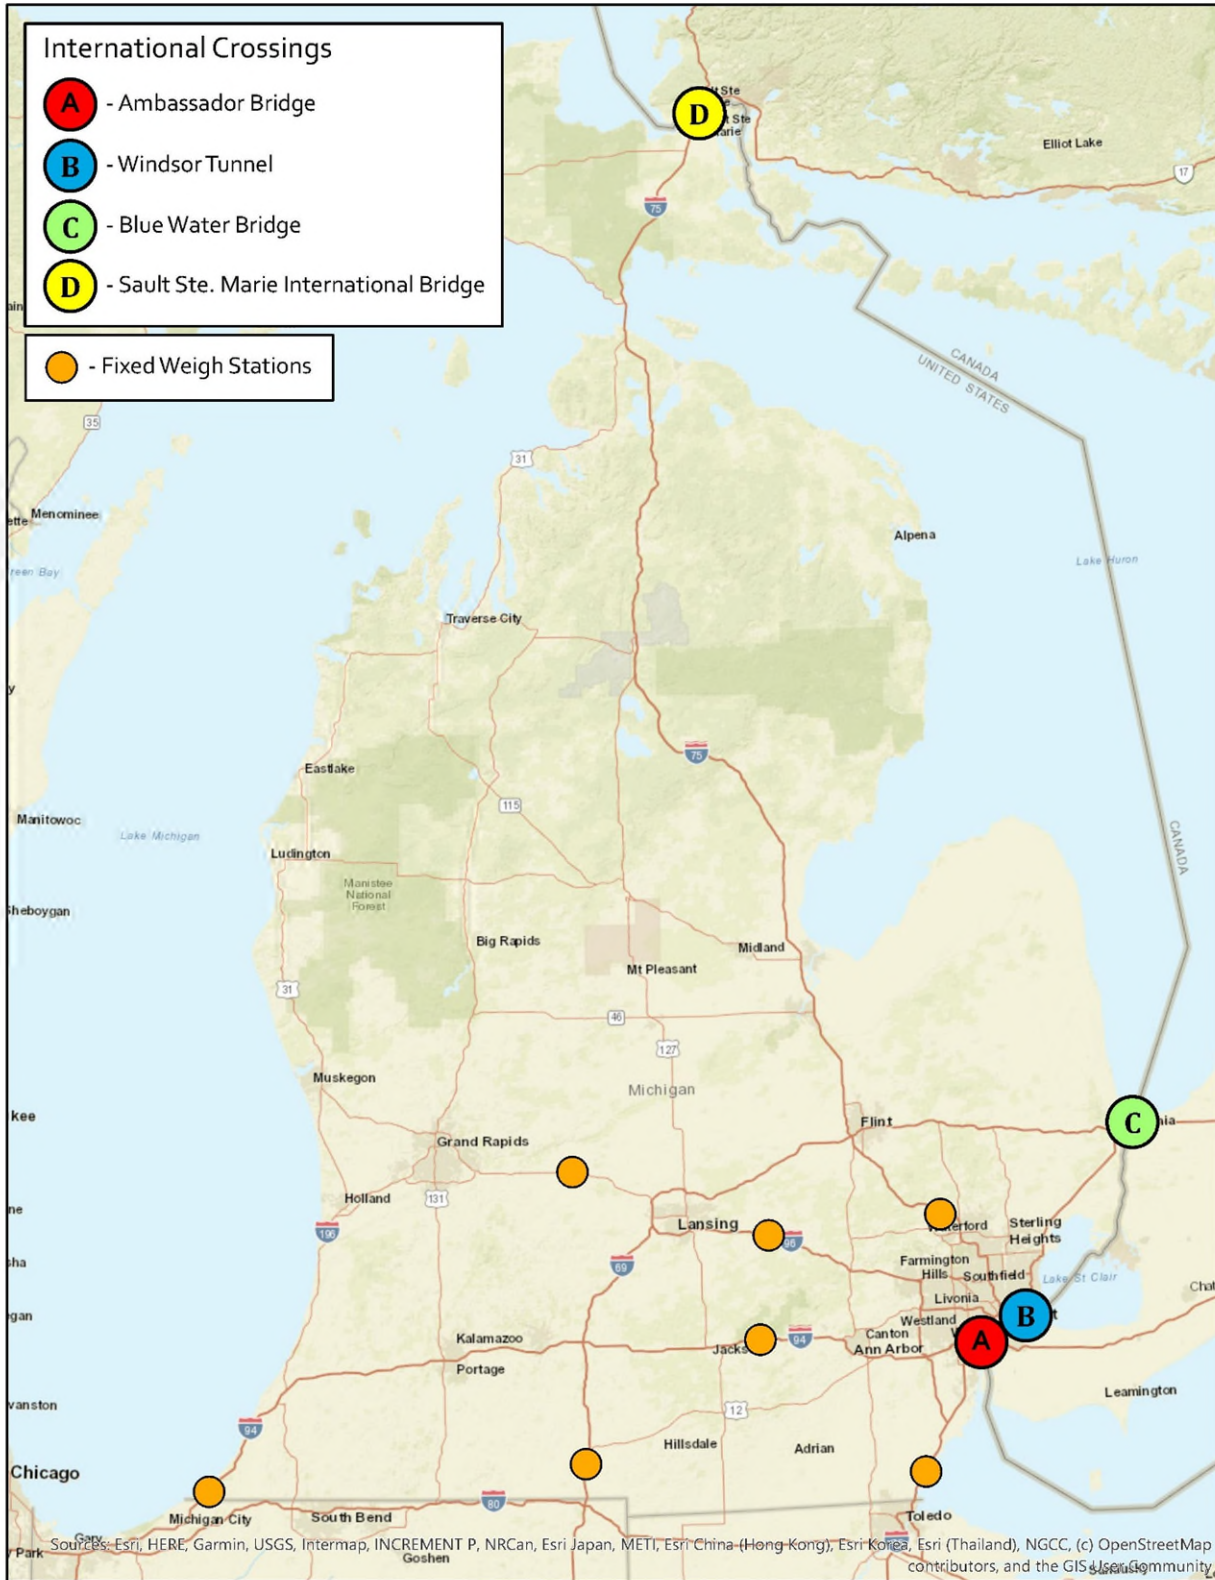 International Crossings
A - Ambassador Bridge
B - Windsor Tunnel
C - Blue Water Bridge
D - Sault Ste. Marie International Bridge
- Fixed Weigh Stations
D
Elliot Lake
17
75
CANADA
UNITED STATES
35
31
Menominee
Alpena
Lake Huron
Traverse City
75
Eastlake
115
Manitowoc
Lake Michigan
CANADA
Ludington
Manistee
National
Forest
Big Rapids
Midland
Mt Pleasant
31
46
127
Michigan
Muskegon
Flint
C
Grand Rapids
Holland
131
Lansing
Sterling
Heights
196
96
69
Farmington
Hills
Southfield
Lake St Clair
Livonia
B
Westland
A
Kalamazoo
94
Canton
Ann Arbor
Portage
Leamington
12
94
Hillsdale
Adrian
Chicago
80
Michigan City
South Bend
Toledo
Gary
Park
Goshen
Sources: Esri, HERE, Garmin, USGS, Intermap, INCREMENT P, NRCan, Esri Japan, METI, Esri China (Hong Kong), Esri Korea, Esri (Thailand), NGCC, (c) OpenStreetMap
contributors, and the GIS User Community